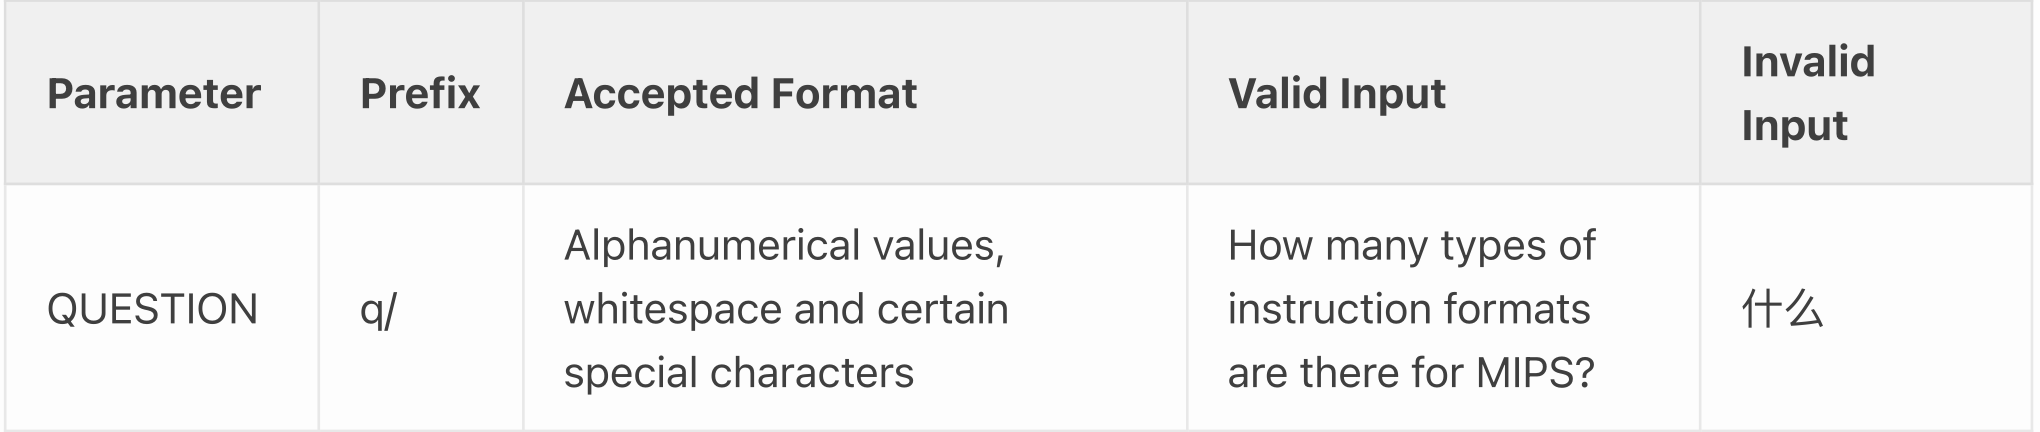 Parameter
Prefix
Accepted Format
Valid Input
Invalid
Input
QUESTION
q/
Alphanumerical values,
whitespace and certain
special characters
How many types of
instruction formats
are there for MIPS?
什么